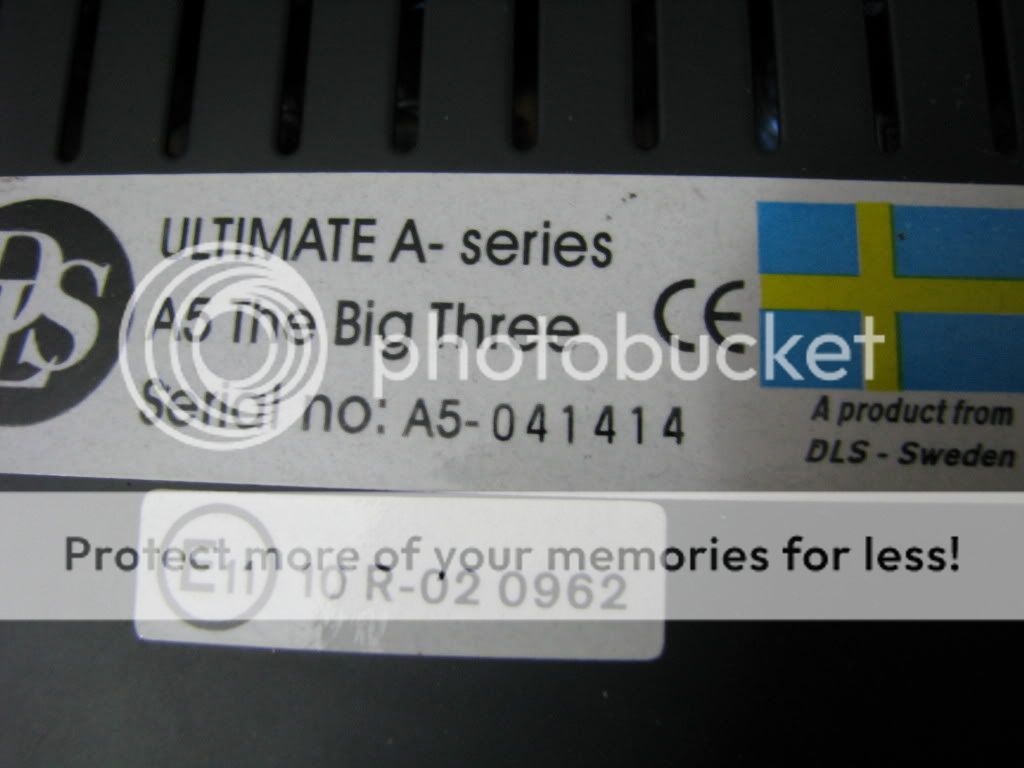 DLS
ULTIMATE A- series
A5 The Big Three
CE
Serial no: A5-041414
A product from
DLS - Sweden
photobucket
Protect more of your memories for less!
E11 10 R-02 0962